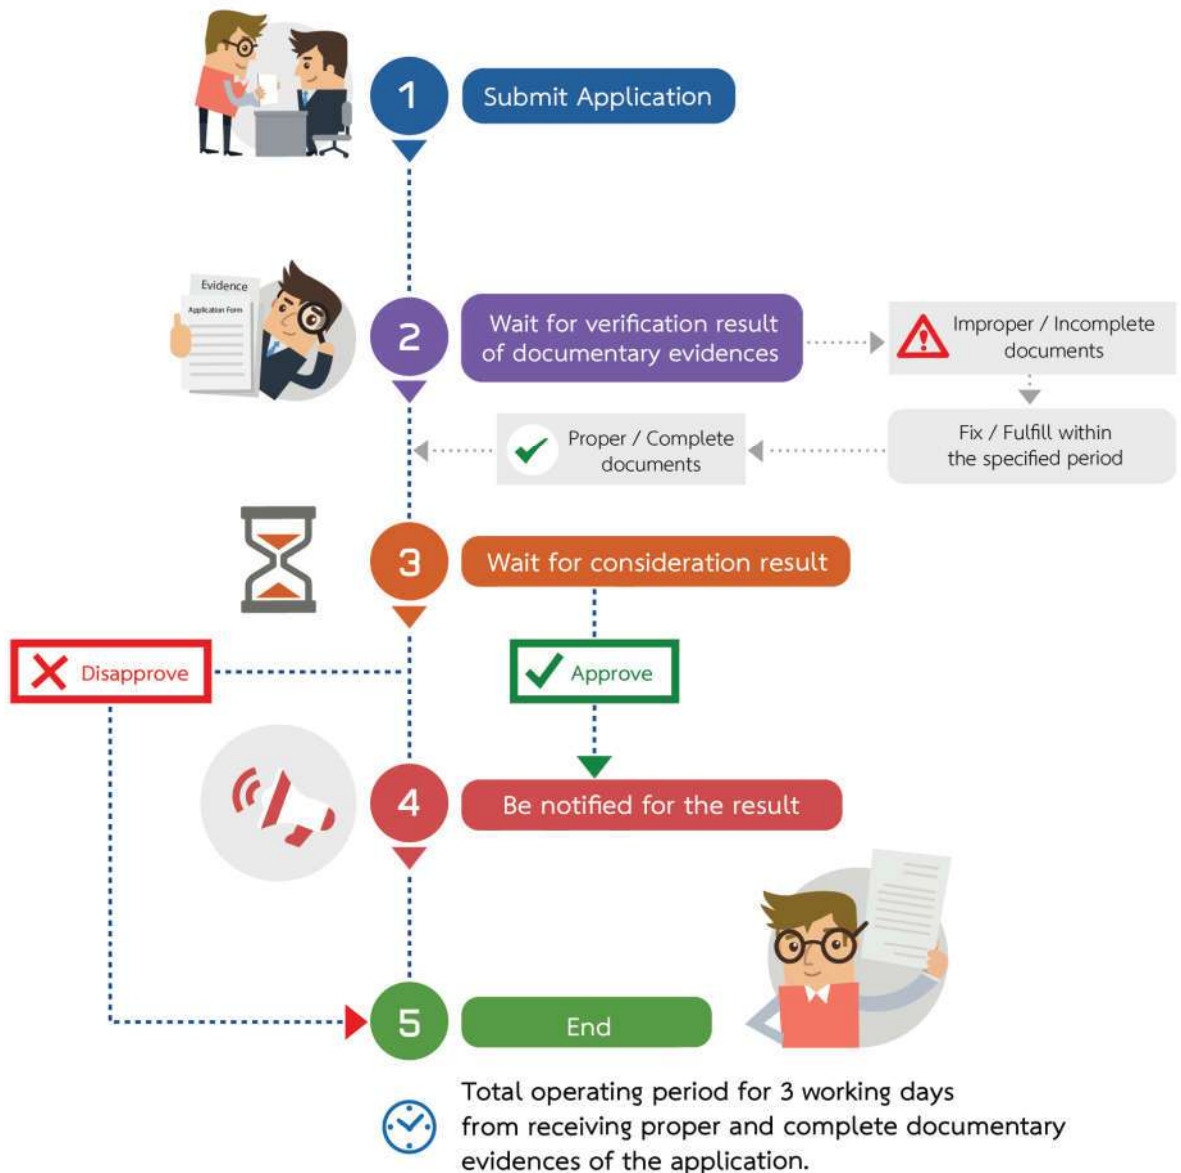 1
Submit Application
Evidence
Application Form
2
Wait for verification result
of documentary evidences
Improper / Incomplete
documents
Proper / Complete
documents
Fix / Fulfill within
the specified period
3
Wait for consideration result
Disapprove
Approve
4
Be notified for the result
5
End
Total operating period for 3 working days
from receiving proper and complete documentary
evidences of the application.